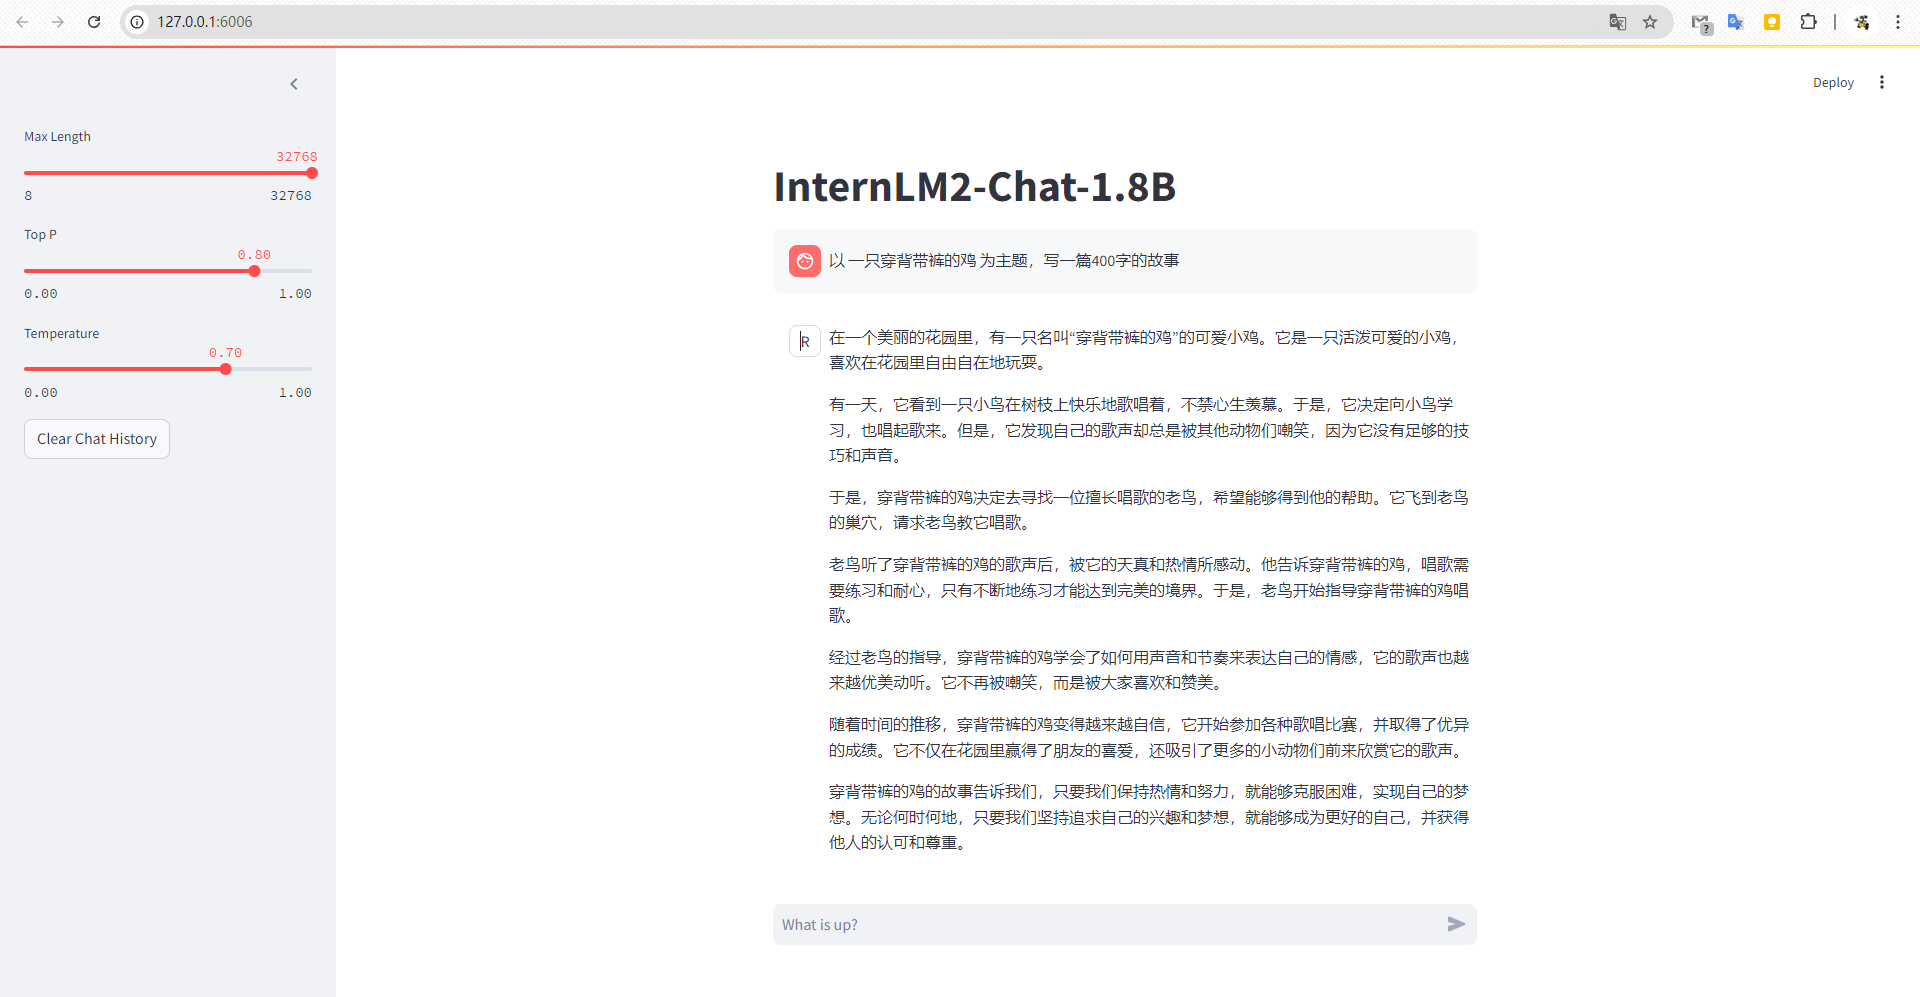 127.0.0.1:6006
Deploy
Max Length
32768
8 32768
Top P
0.80
0.00 1.00
Temperature
0.70
0.00 1.00
Clear Chat History
InternLM2-Chat-1.8B
以 一只穿背带裤的鸡 为主题，写一篇400字的故事
在一个美丽的花园里，有一只名叫“穿背带裤的鸡”的可爱小鸡。它是一只活泼可爱的小鸡，
喜欢在花园里自由自在地玩耍。
有一天，它看到一只小鸟在树枝上快乐地歌唱着，不禁心生羡慕。于是，它决定向小鸟学
习，也唱起歌来。但是，它发现自己的歌声却总是被其他动物们嘲笑，因为它没有足够的技
巧和声音。
于是，穿背带裤的鸡决定去寻找一位擅长唱歌的老鸟，希望能够得到他的帮助。它飞到老鸟
的巢穴，请求老鸟教它唱歌。
老鸟听了穿背带裤的鸡的歌声后，被它的天真和热情所感动。他告诉穿背带裤的鸡，唱歌需
要练习和耐心，只有不断地练习才能达到完美的境界。于是，老鸟开始指导穿背带裤的鸡唱
歌。
经过老鸟的指导，穿背带裤的鸡学会了如何用声音和节奏来表达自己的情感，它的歌声也越
来越优美动听。它不再被嘲笑，而是被大家喜欢和赞美。
随着时间的推移，穿背带裤的鸡变得越来越自信，它开始参加各种歌唱比赛，并取得了优异
的成绩。它不仅在花园里赢得了朋友的喜爱，还吸引了更多的小动物们前来欣赏它的歌声。
穿背带裤的鸡的故事告诉我们，只要我们保持热情和努力，就能够克服困难，实现自己的梦
想。无论何时何地，只要我们坚持追求自己的兴趣和梦想，就能够成为更好的自己，并获得
他人的认可和尊重。
What is up?